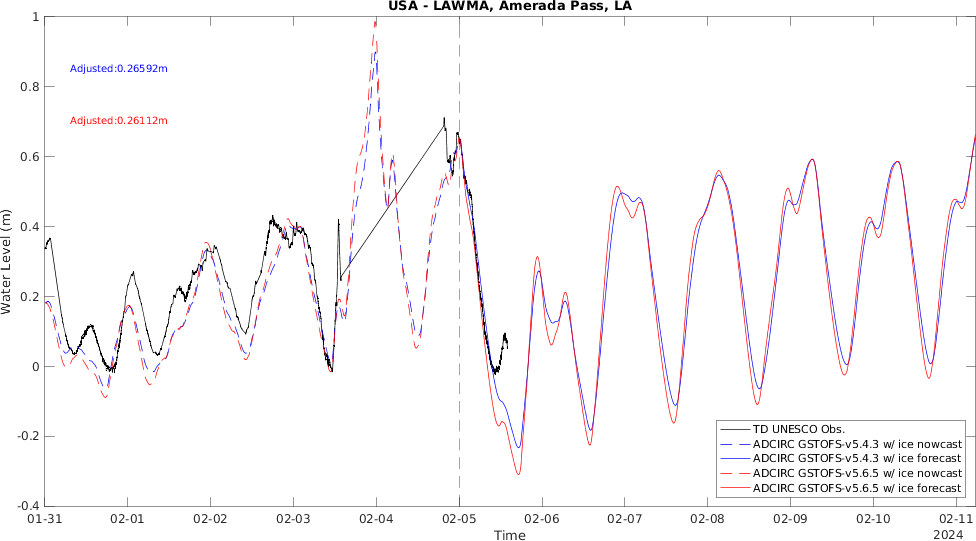 USA - LAWMA, Amerada Pass, LA
Adjusted:0.26592m
Adjusted:0.26112m
1
0.8
0.6
0.4
0.2
0
-0.2
-0.4
Water Level (m)
TD UNESCO Obs.
ADCIRC GSTOFS-v5.4.3 w/ ice nowcast
ADCIRC GSTOFS-v5.4.3 w/ ice forecast
ADCIRC GSTOFS-v5.6.5 w/ ice nowcast
ADCIRC GSTOFS-v5.6.5 w/ ice forecast
01-31 02-01 02-02 02-03 02-04 02-05 02-06 02-07 02-08 02-09 02-10 02-11
Time
2024